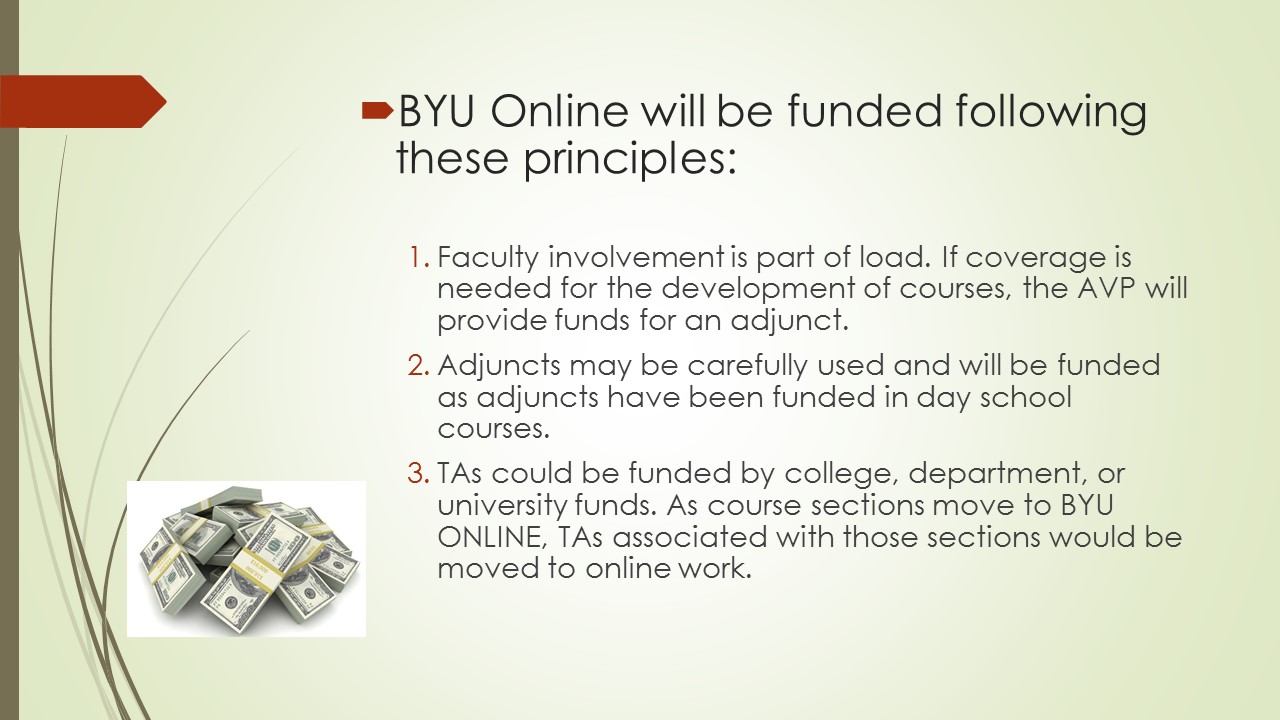 BYU Online will be funded following
these principles:
1. Faculty involvement is part of load. If coverage is
needed for the development of courses, the AVP will
provide funds for an adjunct.
2. Adjuncts may be carefully used and will be funded
as adjuncts have been funded in day school
courses.
3. TAs could be funded by college, department, or
university funds. As course sections move to BYU
ONLINE, TAs associated with those sections would be
moved to online work.